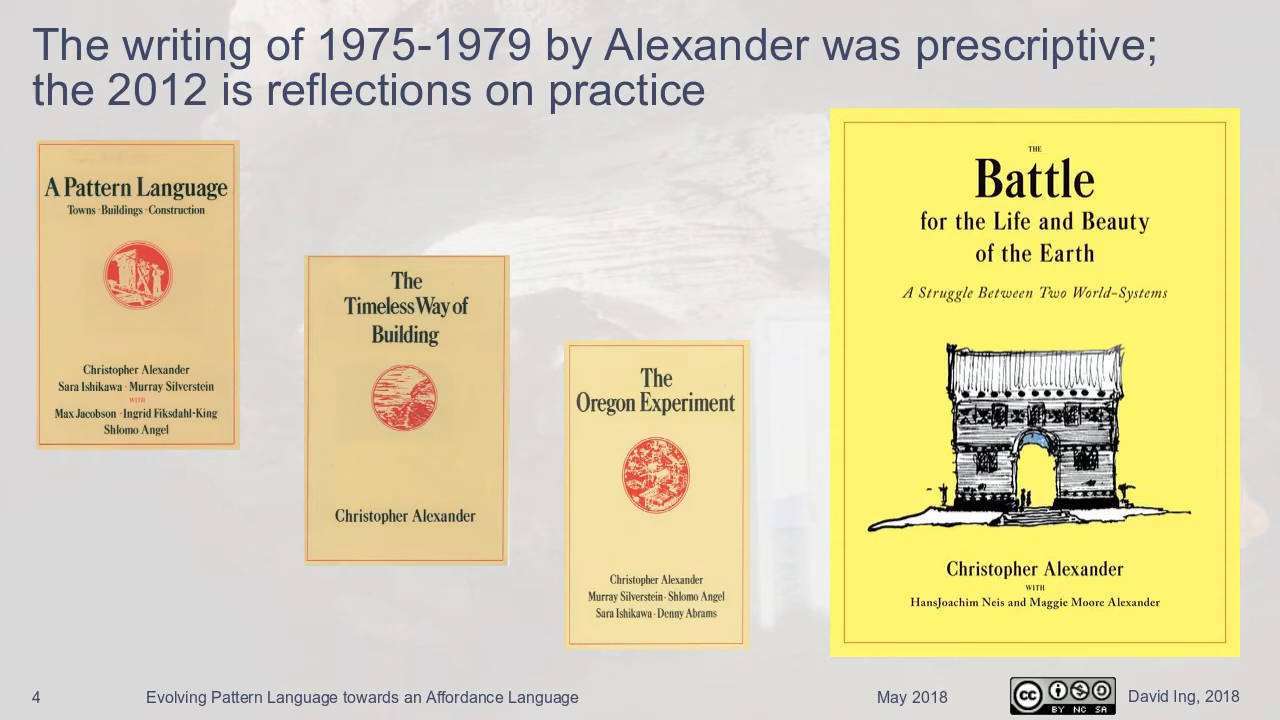 The writing of 1975-1979 by Alexander was prescriptive;
the 2012 is reflections on practice
A Pattern Language
Towns · Buildings · Construction
Christopher Alexander
Sara Ishikawa · Murray Silverstein
WITH
Max Jacobson · Ingrid Fiksdahl-King
Shlomo Angel
The
Timeless Way of
Building
Christopher Alexander
The
Oregon Experiment
Christopher Alexander
Murray Silverstein · Shlomo Angel
Sara Ishikawa · Denny Abrams
THE
Battle
for the Life and Beauty
of the Earth
A Struggle Between Two World-Systems
Christopher Alexander
WITH
HansJoachim Neis and Maggie Moore Alexander
4
Evolving Pattern Language towards an Affordance Language
May 2018
cc
BY NC SA
David Ing, 2018